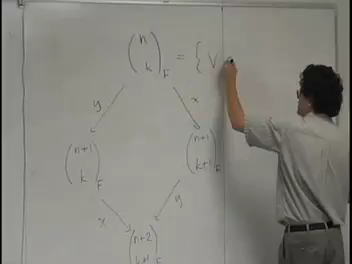 (n k)_F = { V
y x
(n+1 k)_F (n+1 k+1)_F
x y
(n+2 k+1)_F